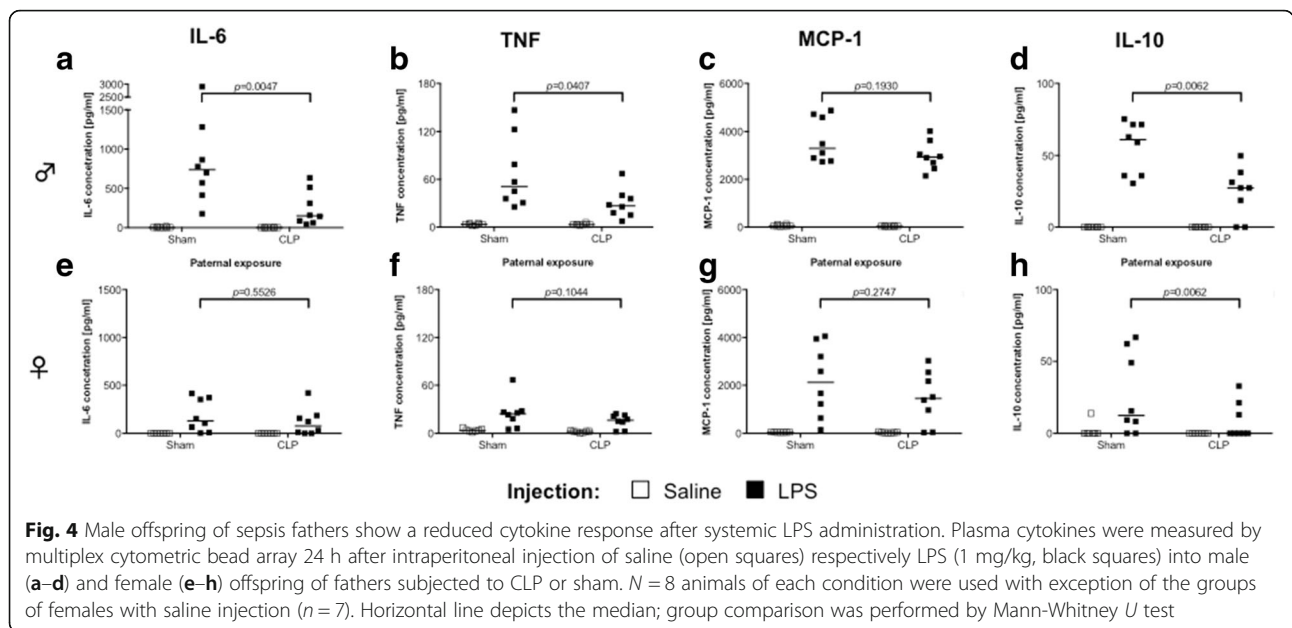 IL-6 TNF MCP-1 IL-10
a b c d
IL-6 concetration [pg/ml]
3000
2500
1500
1000
500
0
p=0.0047
Sham CLP
Paternal exposure
TNF concentration [pg/ml]
180
120
60
0
p=0.0407
Sham CLP
Paternal exposure
MCP-1 concentration [pg/ml]
6000
4000
2000
0
p=0.1930
Sham CLP
Paternal exposure
IL-10 concentration [pg/ml]
100
50
0
p=0.0062
Sham CLP
Paternal exposure
♂
e f g h
IL-6 concetration [pg/ml]
1500
1000
500
0
p=0.5526
Sham CLP
TNF concentration [pg/ml]
180
120
60
0
p=0.1044
Sham CLP
MCP-1 concentration [pg/ml]
6000
4000
2000
0
p=0.2747
Sham CLP
IL-10 concentration [pg/ml]
100
50
0
p=0.0062
Sham CLP
♀
Injection: Saline LPS
Fig. 4 Male offspring of sepsis fathers show a reduced cytokine response after systemic LPS administration. Plasma cytokines were measured by
multiplex cytometric bead array 24 h after intraperitoneal injection of saline (open squares) respectively LPS (1 mg/kg, black squares) into male
(a–d) and female (e–h) offspring of fathers subjected to CLP or sham. N = 8 animals of each condition were used with exception of the groups
of females with saline injection (n = 7). Horizontal line depicts the median; group comparison was performed by Mann-Whitney U test